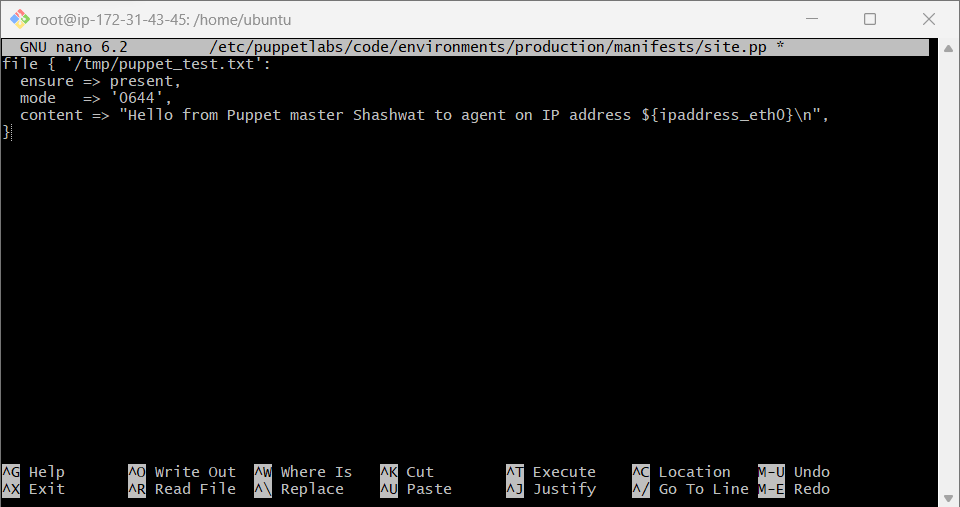 root@ip-172-31-43-45: /home/ubuntu
GNU nano 6.2 /etc/puppetlabs/code/environments/production/manifests/site.pp *
file { '/tmp/puppet_test.txt':
  ensure => present,
  mode   => '0644',
  content => "Hello from Puppet master Shashwat to agent on IP address ${ipaddress_eth0}\n",
}
^G Help ^O Write Out ^W Where Is ^K Cut ^T Execute ^C Location M-U Undo
^X Exit ^R Read File ^\ Replace ^U Paste ^J Justify ^/ Go To Line M-E Redo